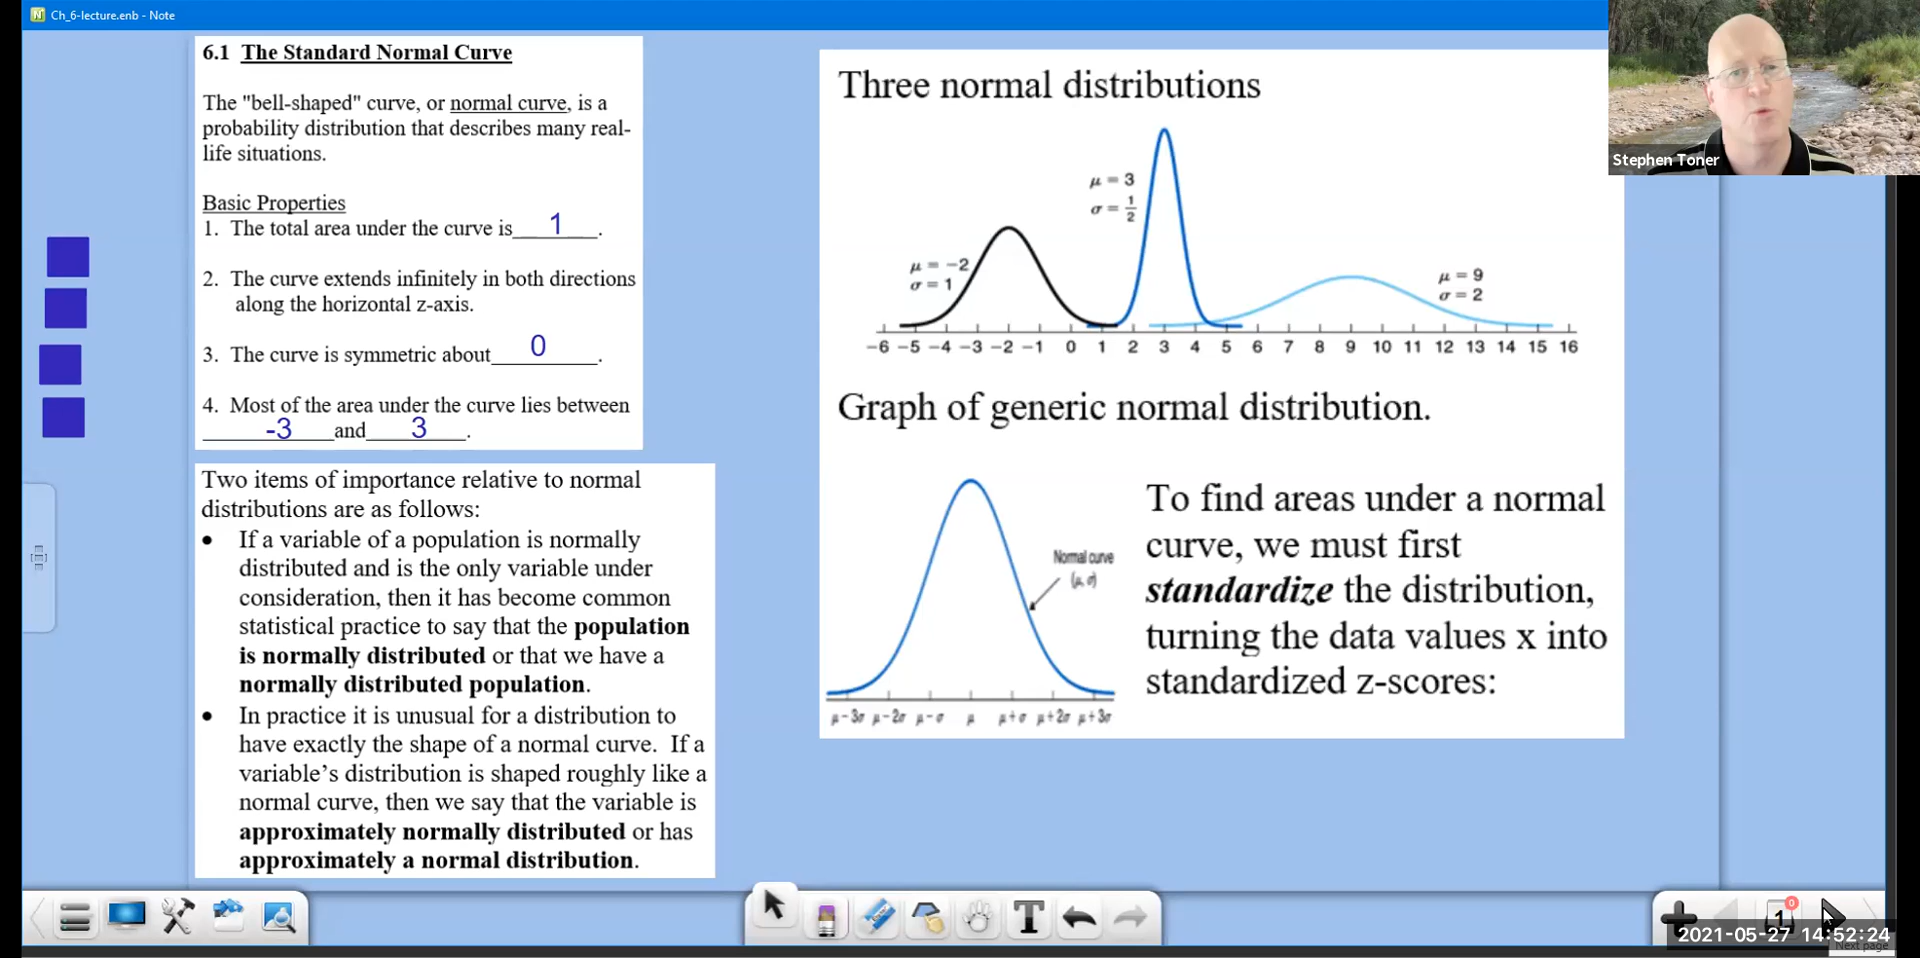 Ch_6-lecture.enb - Note
6.1 The Standard Normal Curve
The "bell-shaped" curve, or normal curve, is a
probability distribution that describes many real-
life situations.
Basic Properties
1. The total area under the curve is 1.
2. The curve extends infinitely in both directions
along the horizontal z-axis.
3. The curve is symmetric about 0.
4. Most of the area under the curve lies between
-3 and 3.
Two items of importance relative to normal
distributions are as follows:
• If a variable of a population is normally
distributed and is the only variable under
consideration, then it has become common
statistical practice to say that the population
is normally distributed or that we have a
normally distributed population.
• In practice it is unusual for a distribution to
have exactly the shape of a normal curve. If a
variable’s distribution is shaped roughly like a
normal curve, then we say that the variable is
approximately normally distributed or has
approximately a normal distribution.
Three normal distributions
μ = 3
σ = 1/2
μ = −2
σ = 1
μ = 9
σ = 2
−6 −5 −4 −3 −2 −1 0 1 2 3 4 5 6 7 8 9 10 11 12 13 14 15 16
Graph of generic normal distribution.
Normal curve
(μ, σ)
μ−3σ μ−2σ μ−σ μ μ+σ μ+2σ μ+3σ
To find areas under a normal
curve, we must first
standardize the distribution,
turning the data values x into
standardized z-scores:
Stephen Toner
T
1
0
2021-05-27 14:52:24
Next page